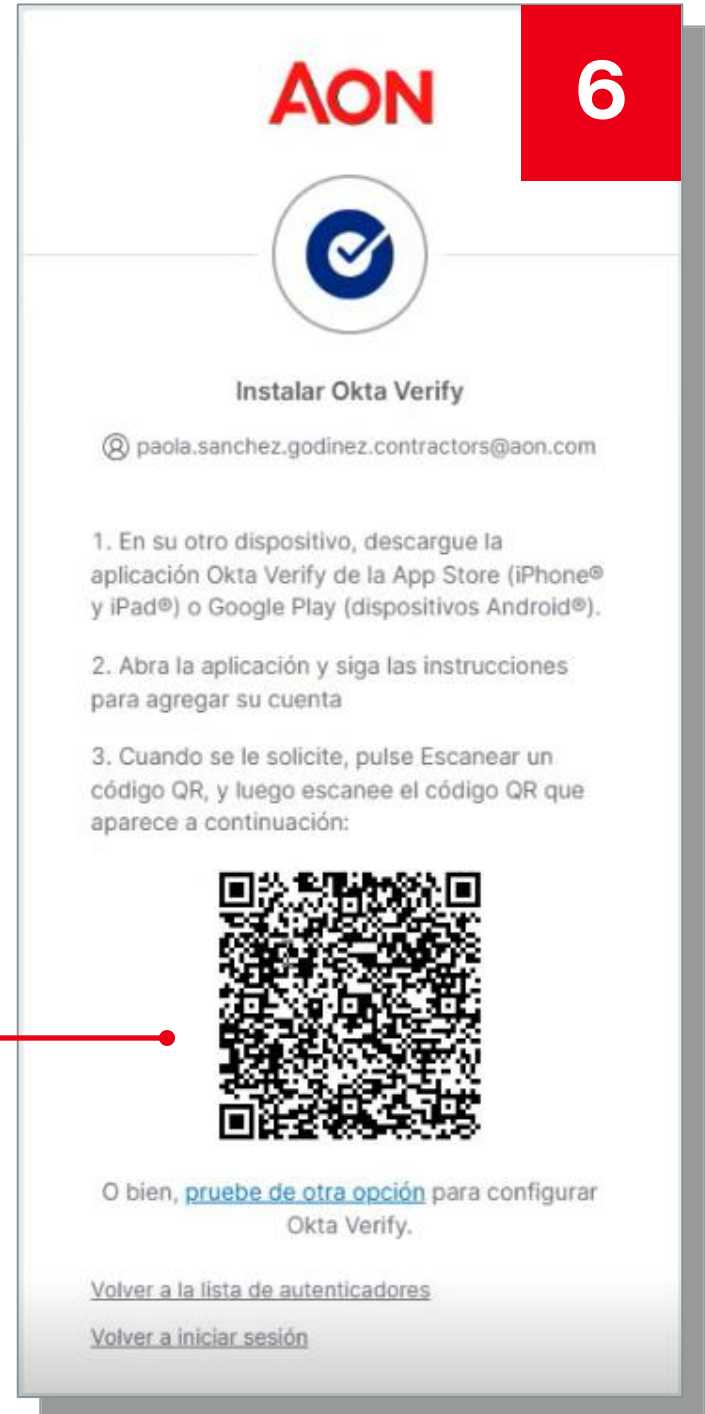 AON
6
Instalar Okta Verify
paola.sanchez.godinez.contractors@aon.com
1. En su otro dispositivo, descargue la
aplicación Okta Verify de la App Store (iPhone®
y iPad®) o Google Play (dispositivos Android®).
2. Abra la aplicación y siga las instrucciones
para agregar su cuenta
3. Cuando se le solicite, pulse Escanear un
código QR, y luego escanee el código QR que
aparece a continuación:
O bien, pruebe de otra opción para configurar
Okta Verify.
Volver a la lista de autenticadores
Volver a iniciar sesión